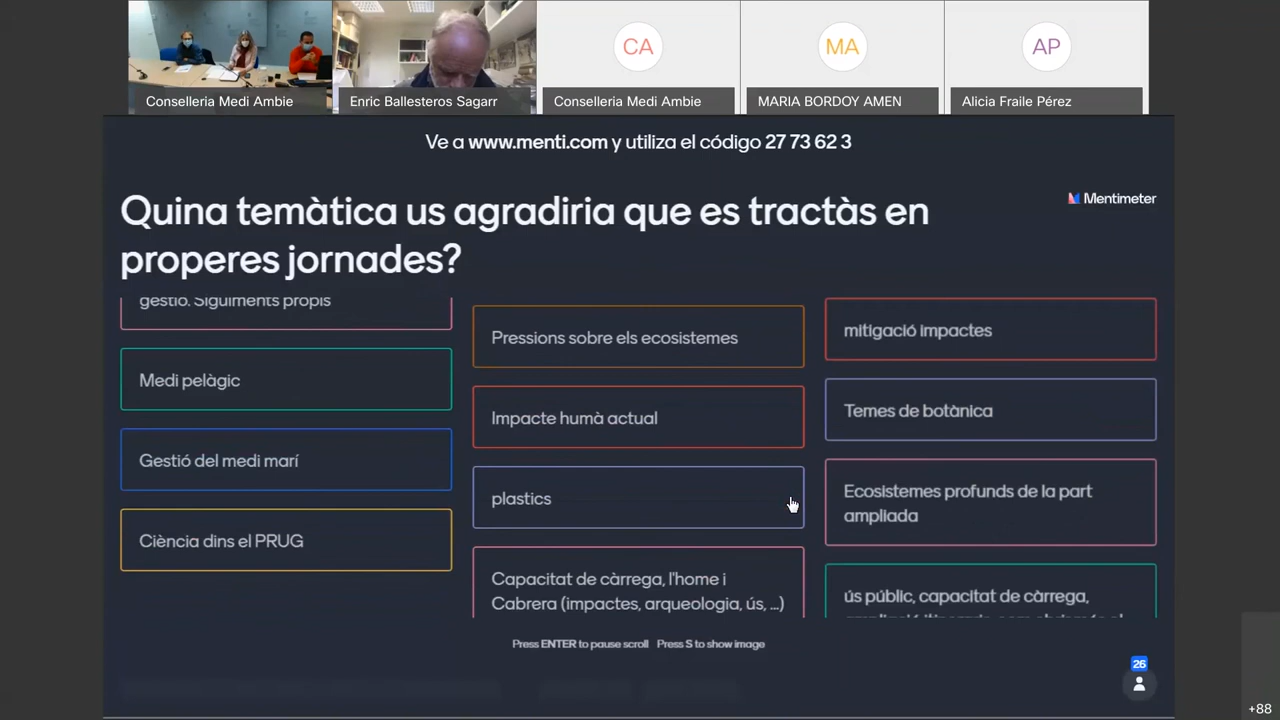 CA
MA
AP
Conselleria Medi Ambie
Enric Ballesteros Sagarr
Conselleria Medi Ambie
MARIA BORDOY AMEN
Alicia Fraile Pérez
Ve a www.menti.com y utiliza el código 27 73 62 3
Mentimeter
Quina temàtica us agradiria que es tractàs en
properes jornades?
gestió. Siguiments propis
Medi pelàgic
Gestió del medi marí
Ciència dins el PRUG
Pressions sobre els ecosistemes
Impacte humà actual
plastics
Capacitat de càrrega, l'home i
Cabrera (impactes, arqueologia, ús, ...)
mitigació impactes
Temes de botànica
Ecosistemes profunds de la part
ampliada
ús públic, capacitat de càrrega,
Press ENTER to pause scroll Press S to show image
26
+88